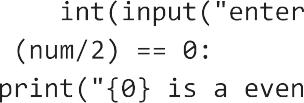 int(input("enter
(num/2) == 0:
print("{0} is a even